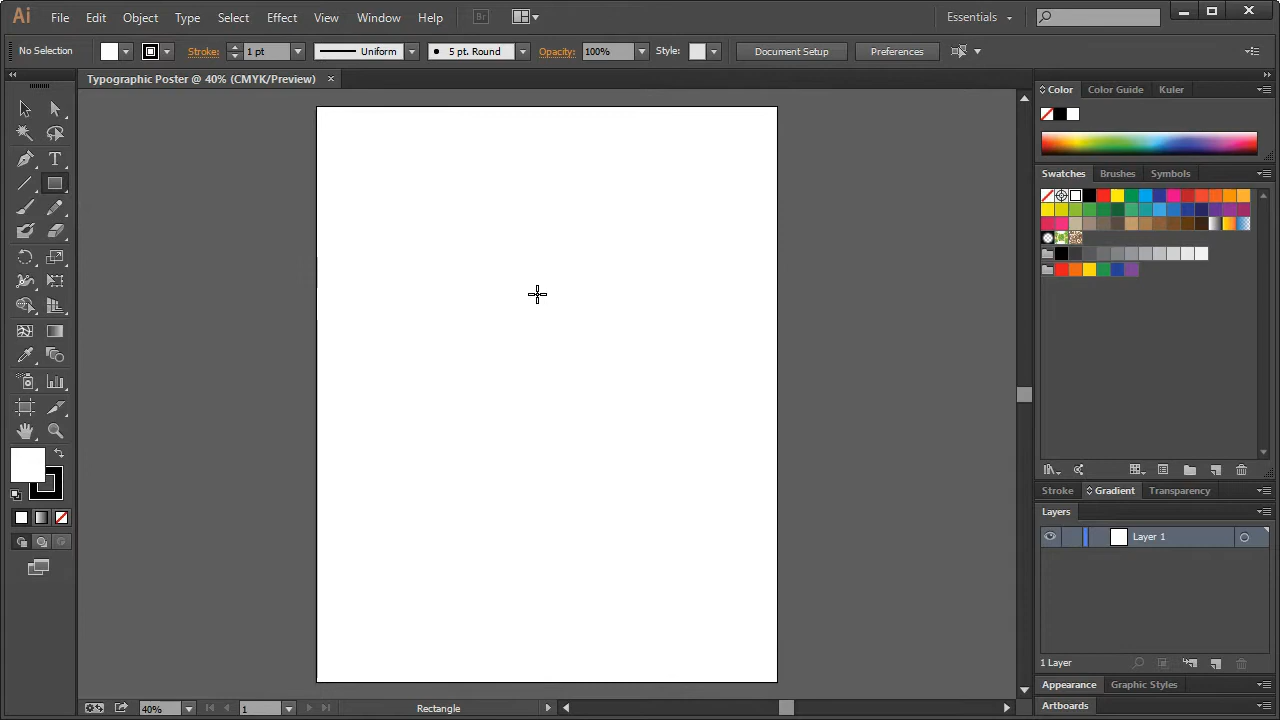 Ai File Edit Object Type Select Effect View Window Help Br Essentials
No Selection Stroke: 1 pt Uniform 5 pt. Round Opacity: 100% Style: Document Setup Preferences
Typographic Poster @ 40% (CMYK/Preview) ×
Color Color Guide Kuler
Swatches Brushes Symbols
Stroke Gradient Transparency
Layers
Layer 1
1 Layer
Appearance Graphic Styles
Artboards
40% 1 Rectangle